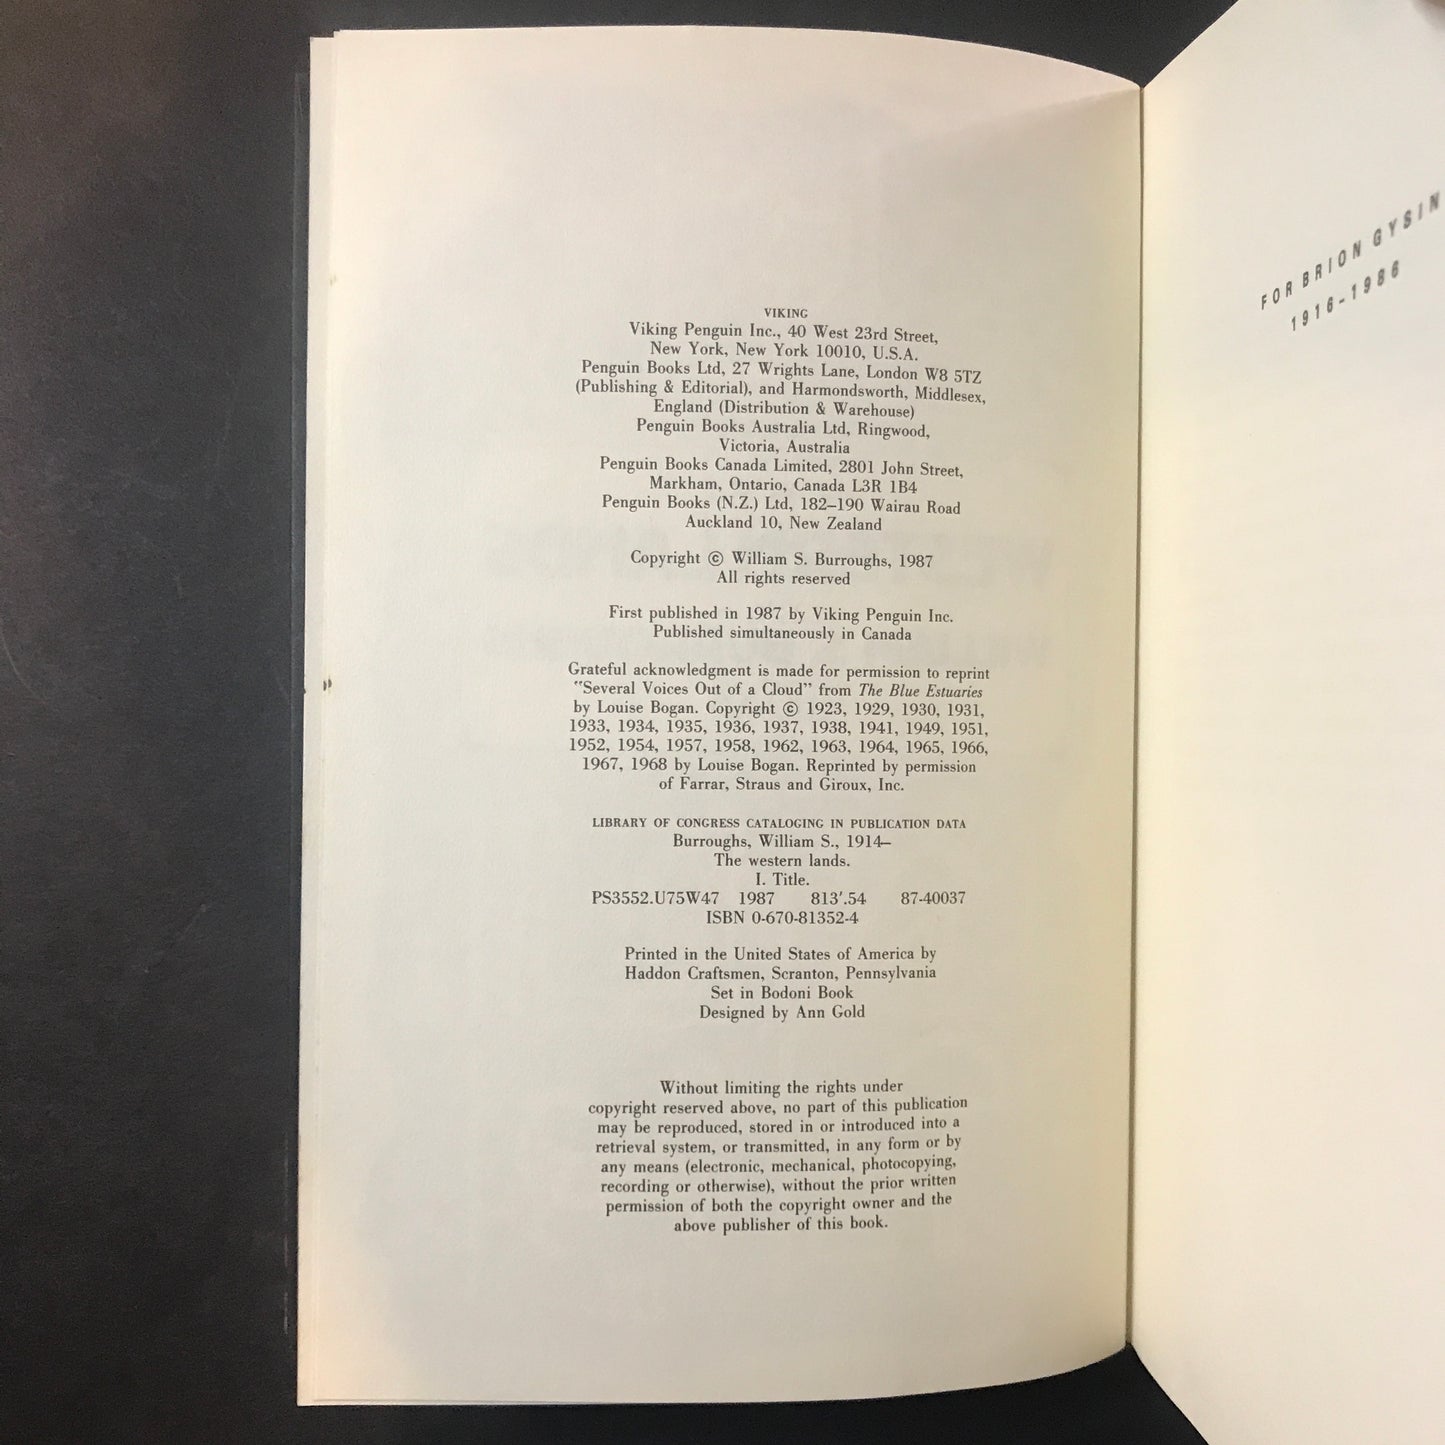 VIKING
Viking Penguin Inc., 40 West 23rd Street,
New York, New York 10010, U.S.A.
Penguin Books Ltd, 27 Wrights Lane, London W8 5TZ
(Publishing & Editorial), and Harmondsworth, Middlesex,
England (Distribution & Warehouse)
Penguin Books Australia Ltd, Ringwood,
Victoria, Australia
Penguin Books Canada Limited, 2801 John Street,
Markham, Ontario, Canada L3R 1B4
Penguin Books (N.Z.) Ltd, 182–190 Wairau Road
Auckland 10, New Zealand
Copyright © William S. Burroughs, 1987
All rights reserved
First published in 1987 by Viking Penguin Inc.
Published simultaneously in Canada
Grateful acknowledgment is made for permission to reprint
"Several Voices Out of a Cloud" from The Blue Estuaries
by Louise Bogan. Copyright © 1923, 1929, 1930, 1931,
1933, 1934, 1935, 1936, 1937, 1938, 1941, 1949, 1951,
1952, 1954, 1957, 1958, 1962, 1963, 1964, 1965, 1966,
1967, 1968 by Louise Bogan. Reprinted by permission
of Farrar, Straus and Giroux, Inc.
LIBRARY OF CONGRESS CATALOGING IN PUBLICATION DATA
Burroughs, William S., 1914–
The western lands.
I. Title.
PS3552.U75W47 1987 813'.54 87-40037
ISBN 0-670-81352-4
Printed in the United States of America by
Haddon Craftsmen, Scranton, Pennsylvania
Set in Bodoni Book
Designed by Ann Gold
Without limiting the rights under
copyright reserved above, no part of this publication
may be reproduced, stored in or introduced into a
retrieval system, or transmitted, in any form or by
any means (electronic, mechanical, photocopying,
recording or otherwise), without the prior written
permission of both the copyright owner and the
above publisher of this book.
FOR BRION GYSIN
1916–1986